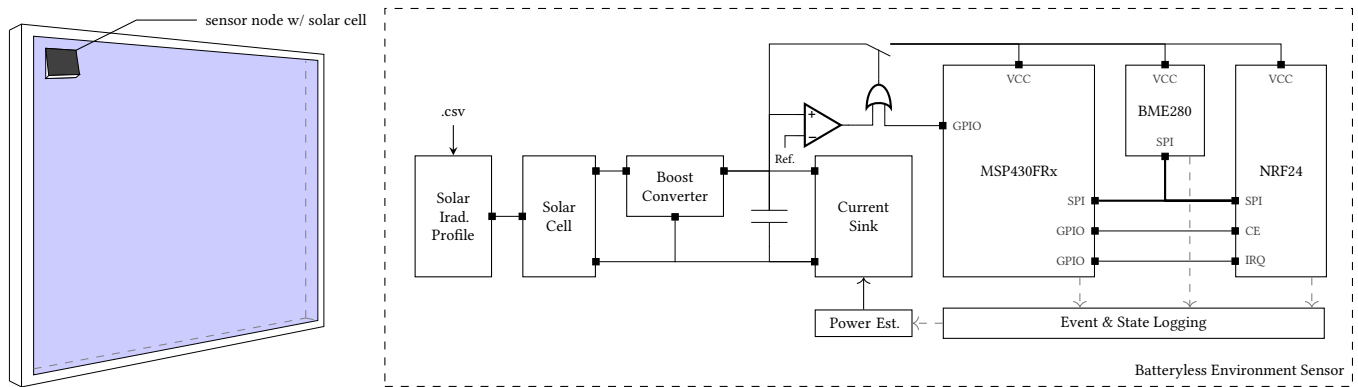 sensor node w/ solar cell
.csv
Solar
Irad.
Profile
Solar
Cell
Boost
Converter
+
−
Ref.
Current
Sink
Power Est.
VCC
GPIO
MSP430FRx
SPI
GPIO
GPIO
VCC
BME280
SPI
VCC
NRF24
SPI
CE
IRQ
Event & State Logging
Batteryless Environment Sensor